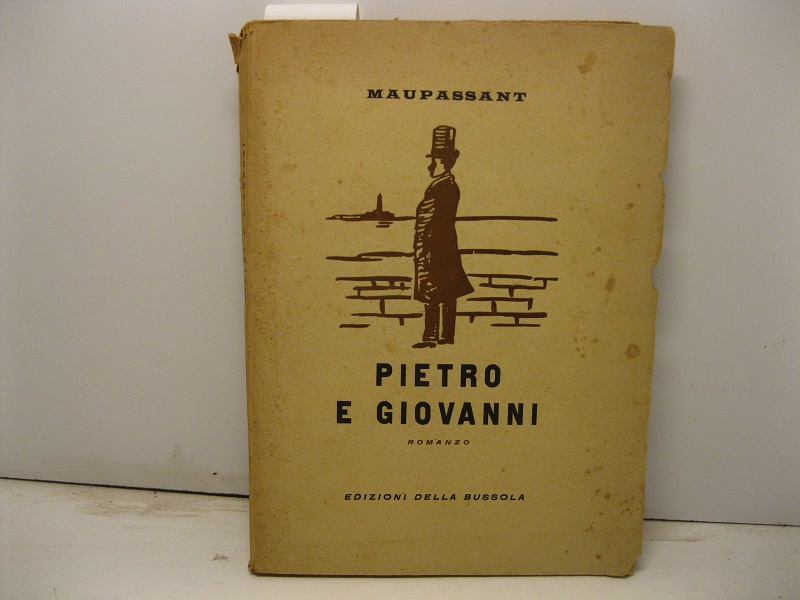 MAUPASSANT
PIETRO
E GIOVANNI
ROMANZO
EDIZIONI DELLA BUSSOLA